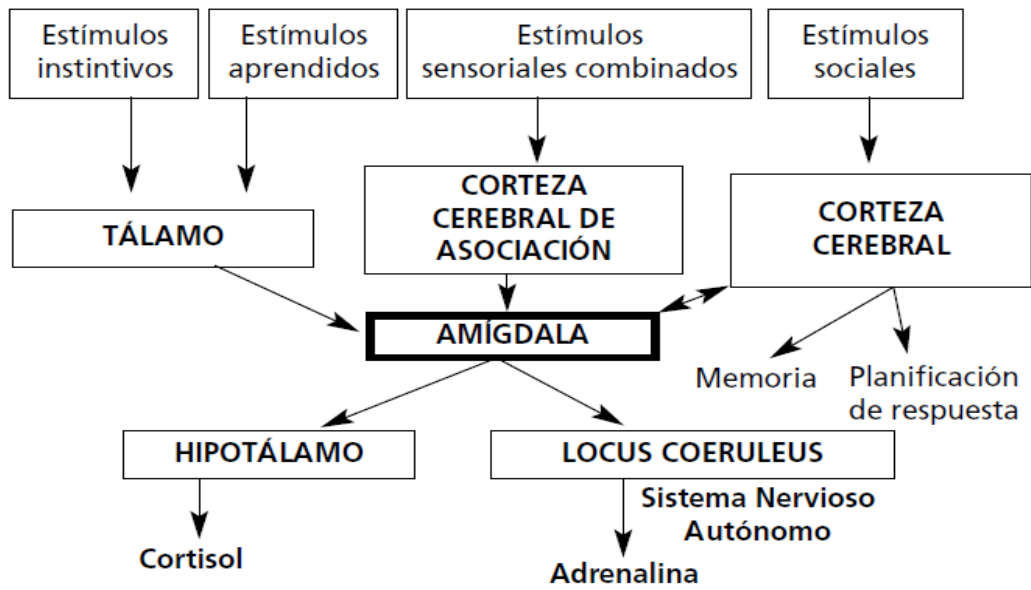 Estímulos
instintivos
Estímulos
aprendidos
Estímulos
sensoriales combinados
Estímulos
sociales
TÁLAMO
CORTEZA
CEREBRAL DE
ASOCIACIÓN
CORTEZA
CEREBRAL
AMÍGDALA
Memoria
Planificación
de respuesta
HIPOTÁLAMO
LOCUS COERULEUS
Sistema Nervioso
Autónomo
Cortisol
Adrenalina